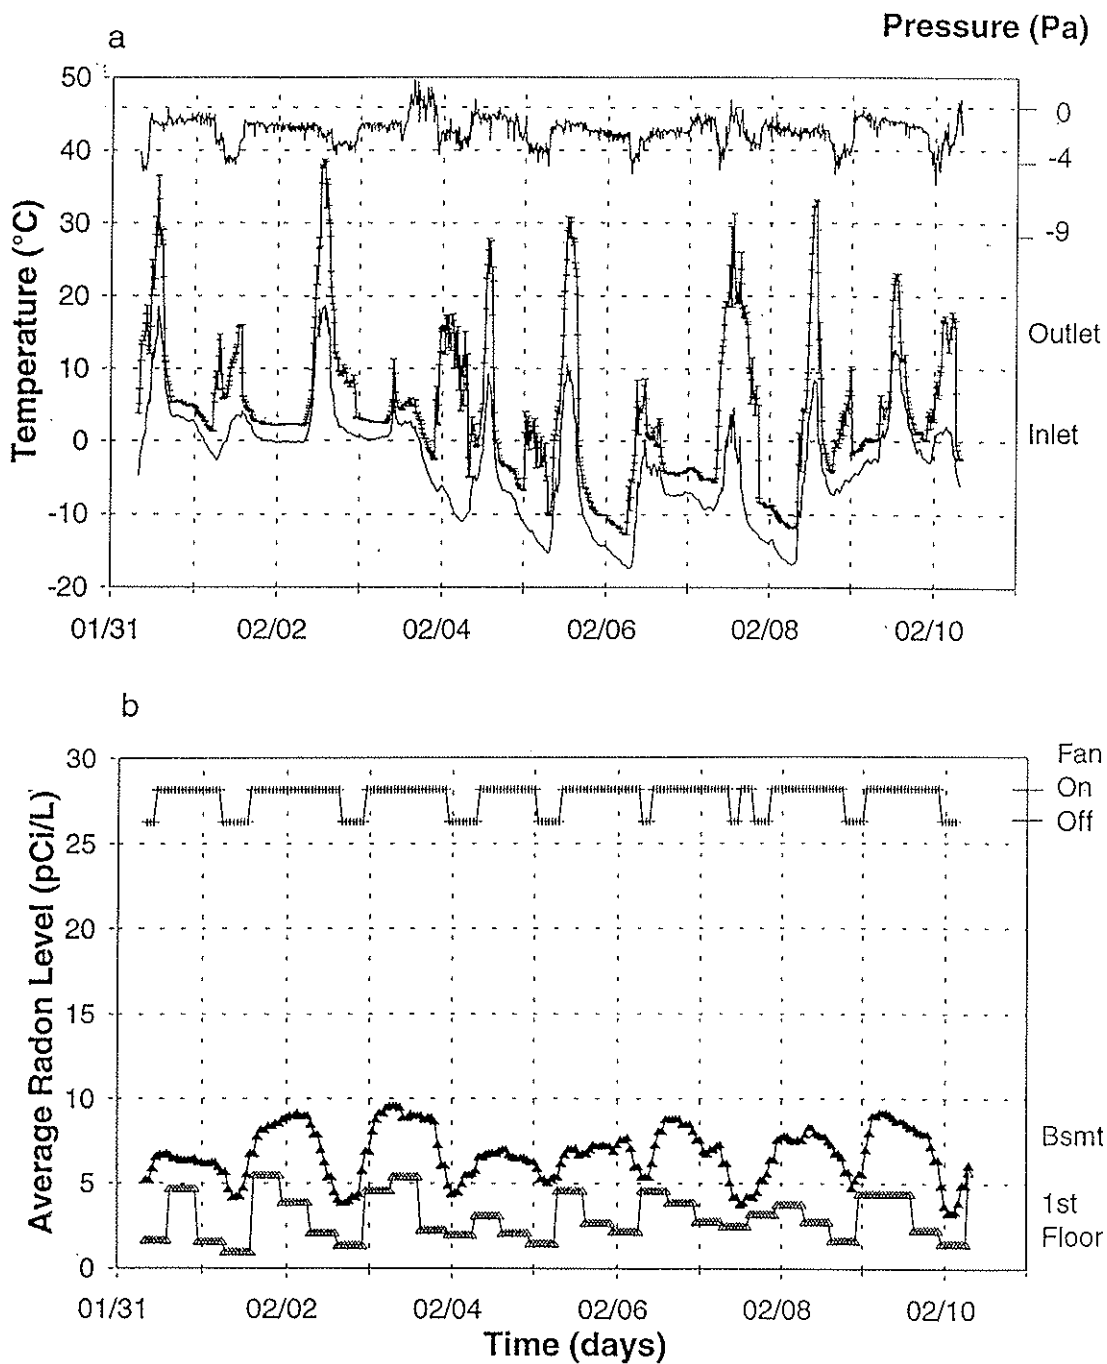 a
Pressure (Pa)
50
40
30
20
10
0
-10
-20
Temperature (°C)
0
-4
-9
Outlet
Inlet
01/31
02/02
02/04
02/06
02/08
02/10
b
30
25
20
15
10
5
0
Average Radon Level (pCi/L)
Fan
On
Off
Bsmt
1st
Floor
01/31
02/02
02/04
02/06
02/08
02/10
Time (days)